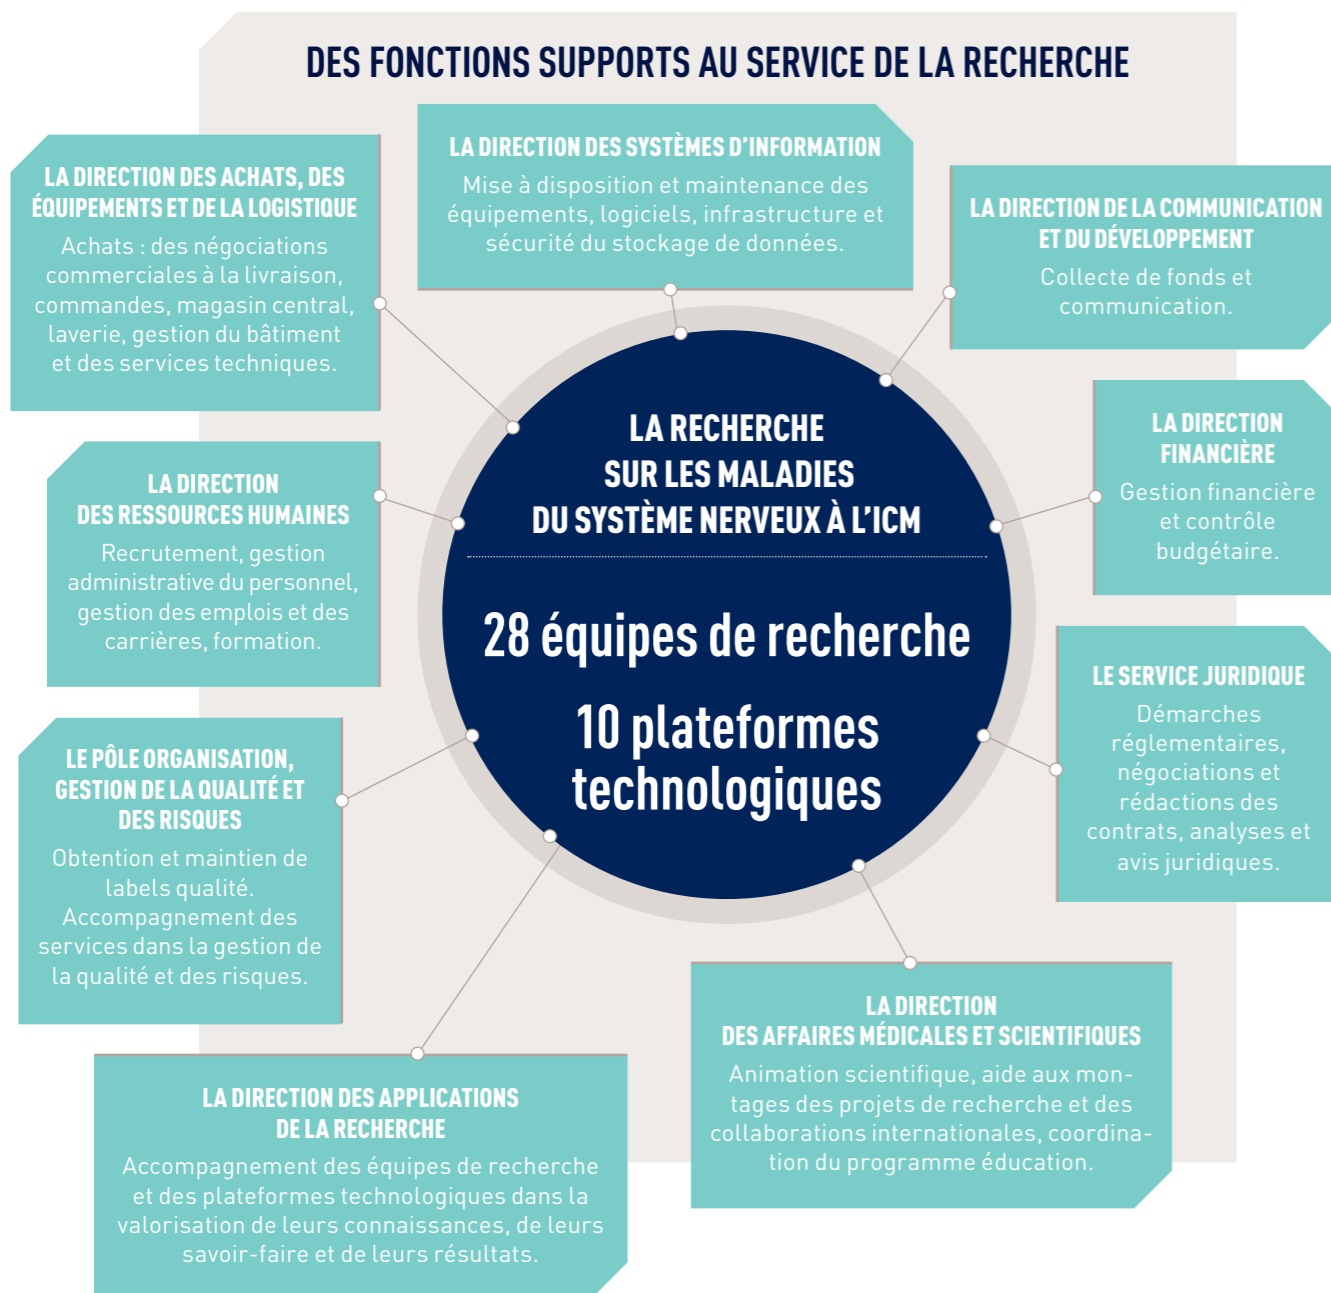 DES FONCTIONS SUPPORTS AU SERVICE DE LA RECHERCHE
LA DIRECTION DES ACHATS, DES
ÉQUIPEMENTS ET DE LA LOGISTIQUE
Achats : des négociations
commerciales à la livraison,
commandes, magasin central,
laverie, gestion du bâtiment
et des services techniques.
LA DIRECTION DES SYSTÈMES D'INFORMATION
Mise à disposition et maintenance des
équipements, logiciels, infrastructure et
sécurité du stockage de données.
LA DIRECTION DE LA COMMUNICATION
ET DU DÉVELOPPEMENT
Collecte de fonds et
communication.
LA DIRECTION
FINANCIÈRE
Gestion financière
et contrôle
budgétaire.
LA RECHERCHE
SUR LES MALADIES
DU SYSTÈME NERVEUX À L'ICM
28 équipes de recherche
10 plateformes
technologiques
LA DIRECTION
DES RESSOURCES HUMAINES
Recrutement, gestion
administrative du personnel,
gestion des emplois et des
carrières, formation.
LE SERVICE JURIDIQUE
Démarches
réglementaires,
négociations et
rédactions des
contrats, analyses et
avis juridiques.
LE PÔLE ORGANISATION,
GESTION DE LA QUALITÉ ET
DES RISQUES
Obtention et maintien de
labels qualité.
Accompagnement des
services dans la gestion de
la qualité et des risques.
LA DIRECTION
DES AFFAIRES MÉDICALES ET SCIENTIFIQUES
Animation scientifique, aide aux mon-
tages des projets de recherche et des
collaborations internationales, coordina-
tion du programme éducation.
LA DIRECTION DES APPLICATIONS
DE LA RECHERCHE
Accompagnement des équipes de recherche
et des plateformes technologiques dans la
valorisation de leurs connaissances, de leurs
savoir-faire et de leurs résultats.